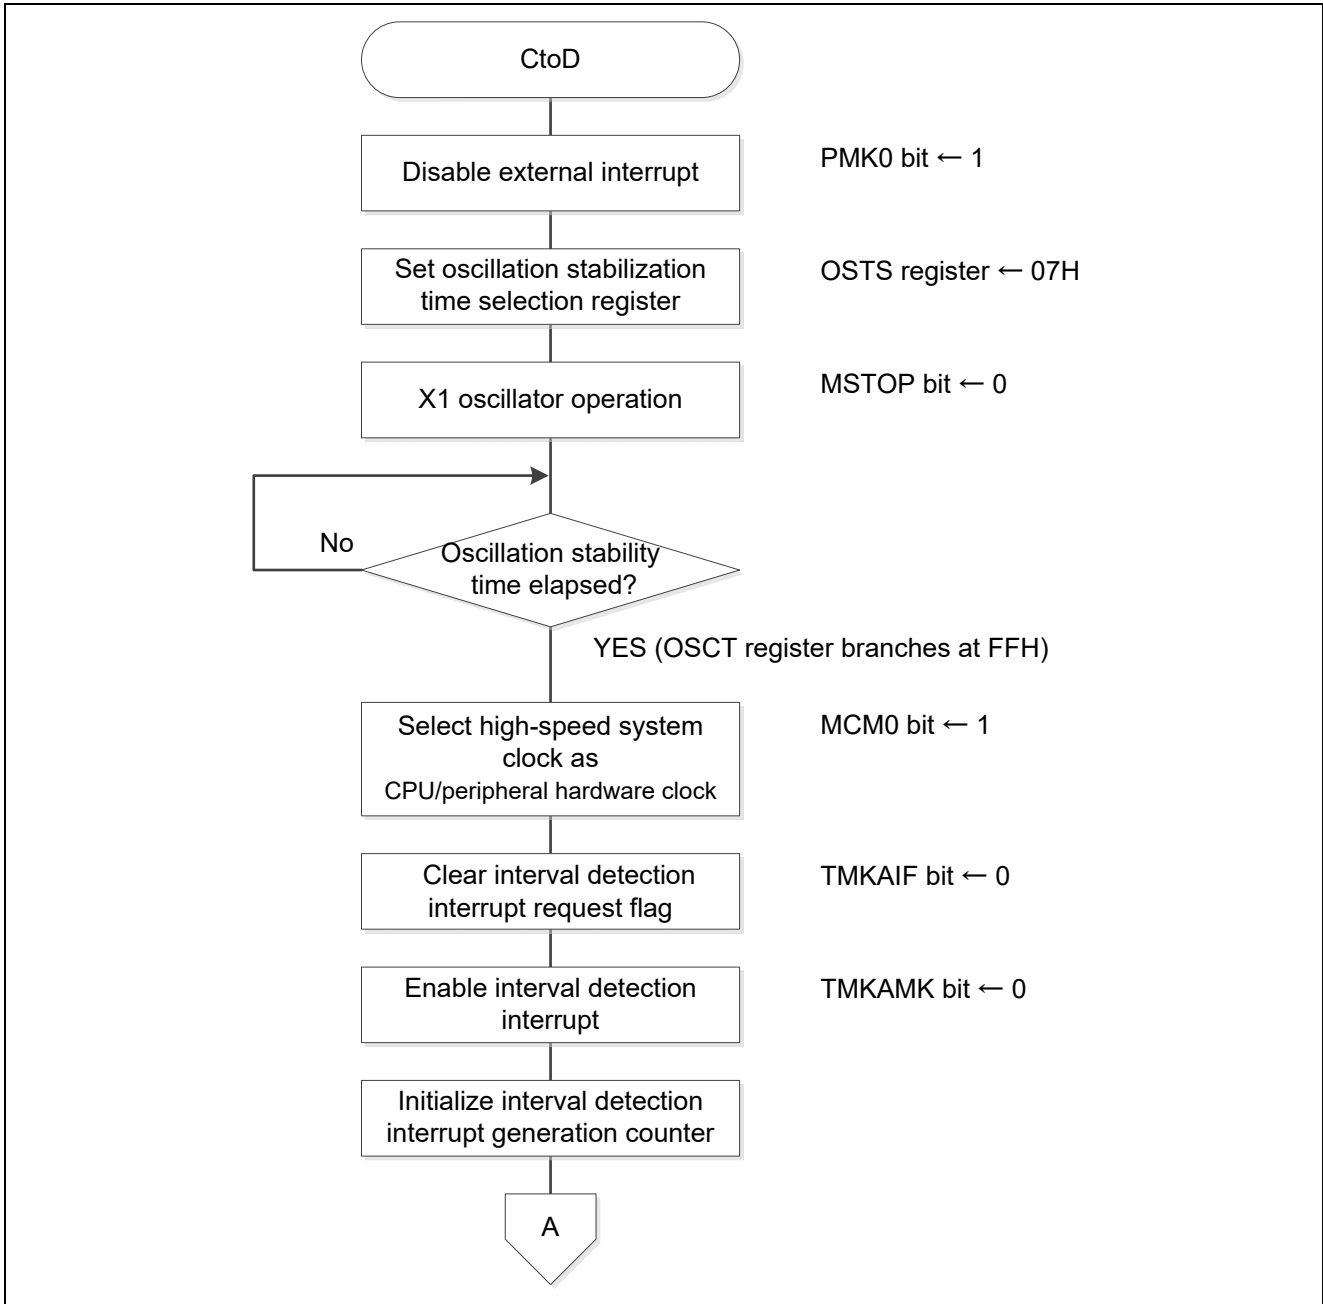 CtoD
Disable external interrupt
PMK0 bit ← 1
Set oscillation stabilization
time selection register
OSTS register ← 07H
X1 oscillator operation
MSTOP bit ← 0
No
Oscillation stability
time elapsed?
YES (OSCT register branches at FFH)
Select high-speed system
clock as
CPU/peripheral hardware clock
MCM0 bit ← 1
Clear interval detection
interrupt request flag
TMKAIF bit ← 0
Enable interval detection
interrupt
TMKAMK bit ← 0
Initialize interval detection
interrupt generation counter
A